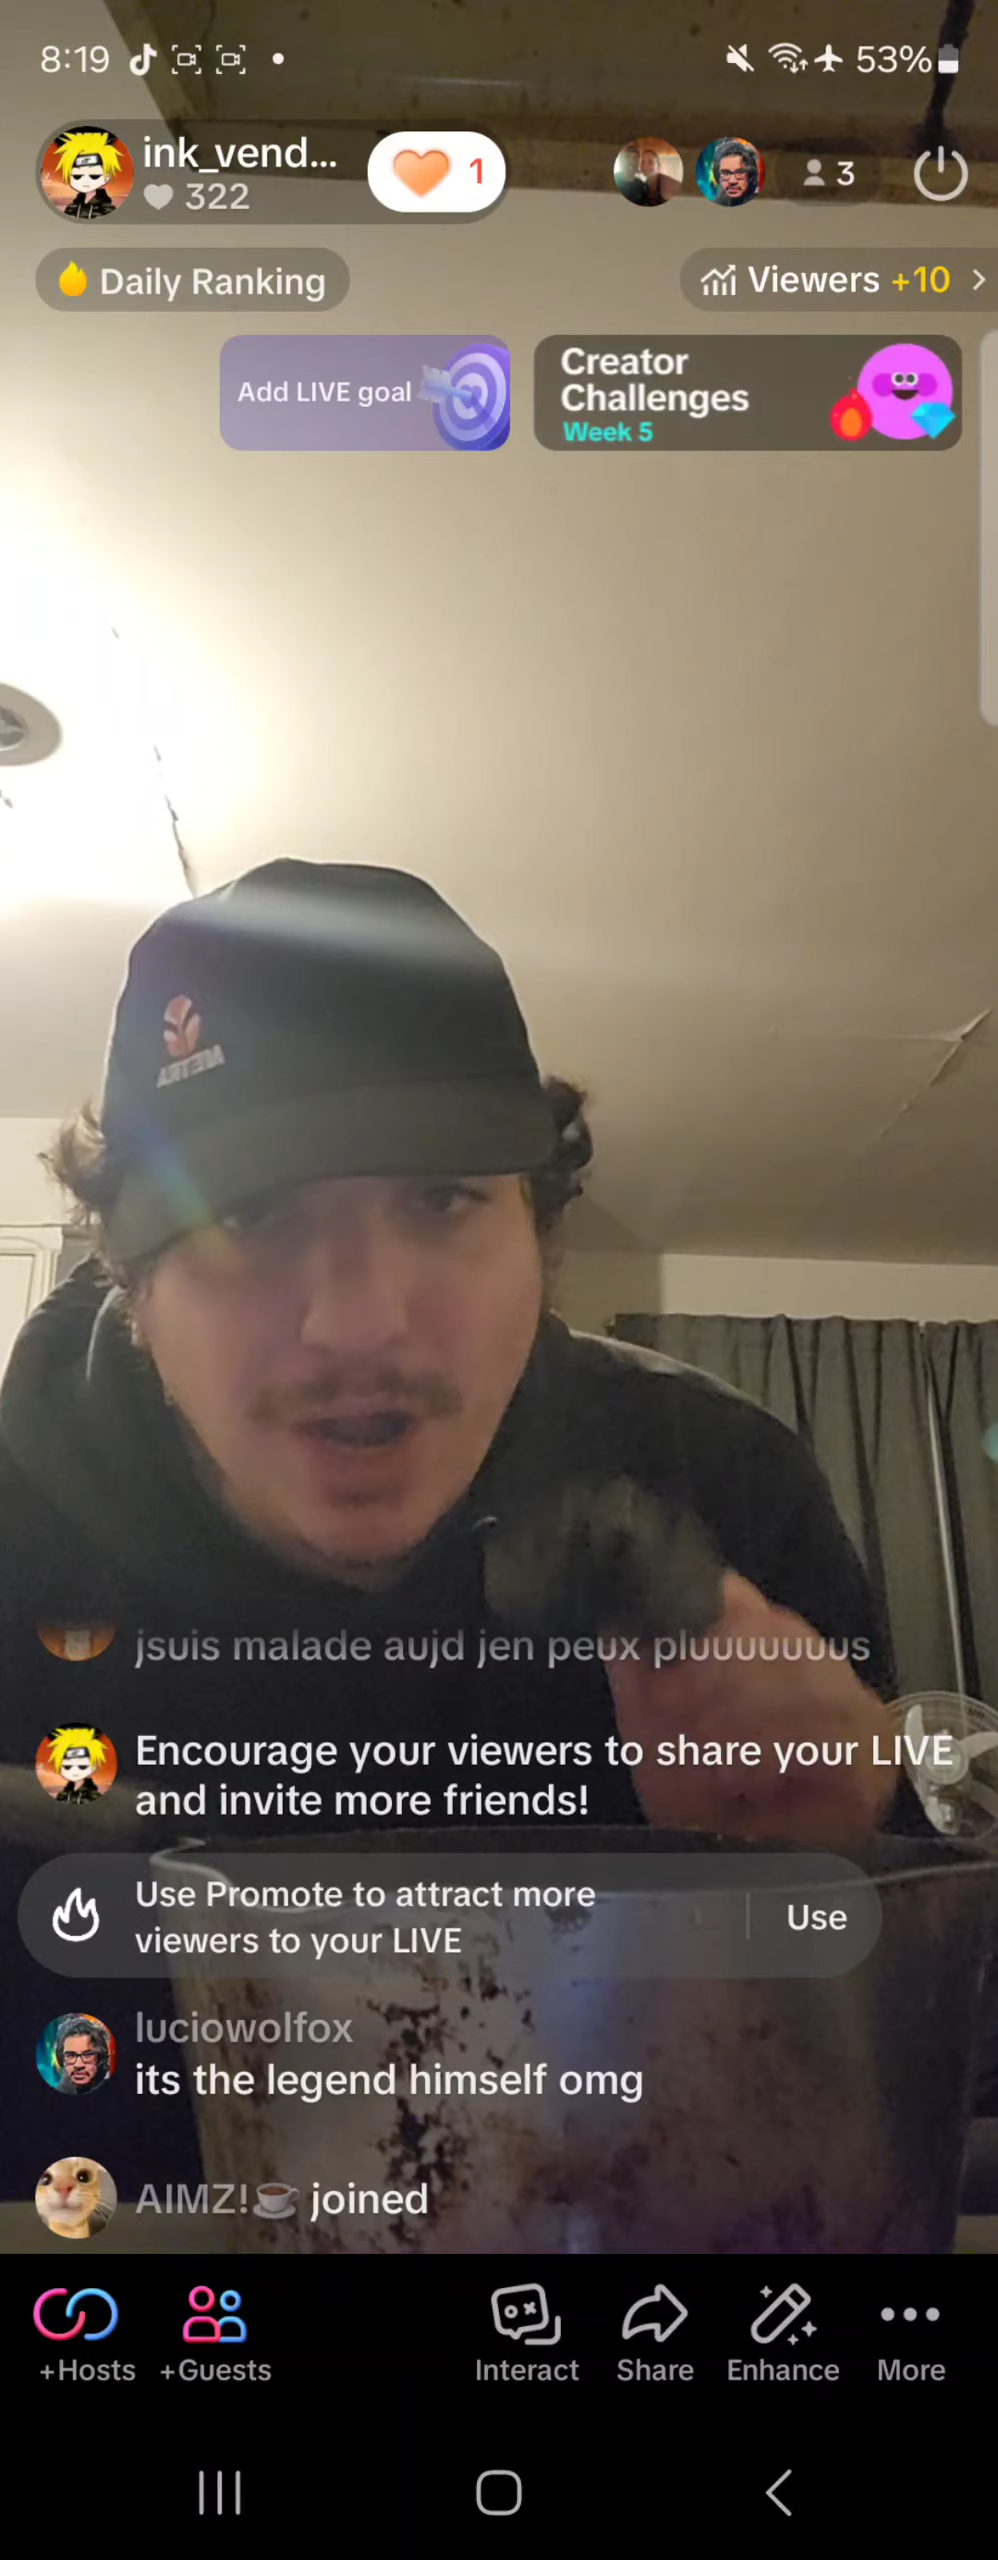 8:19
53%
ink_vend...
322
1
3
Daily Ranking
Viewers +10
Add LIVE goal
Creator
Challenges
Week 5
jsuis malade aujd jen peux pluuuuuuus
Encourage your viewers to share your LIVE
and invite more friends!
Use Promote to attract more
viewers to your LIVE
Use
luciowolfox
its the legend himself omg
AIMZ!☕ joined
+Hosts
+Guests
Interact
Share
Enhance
More